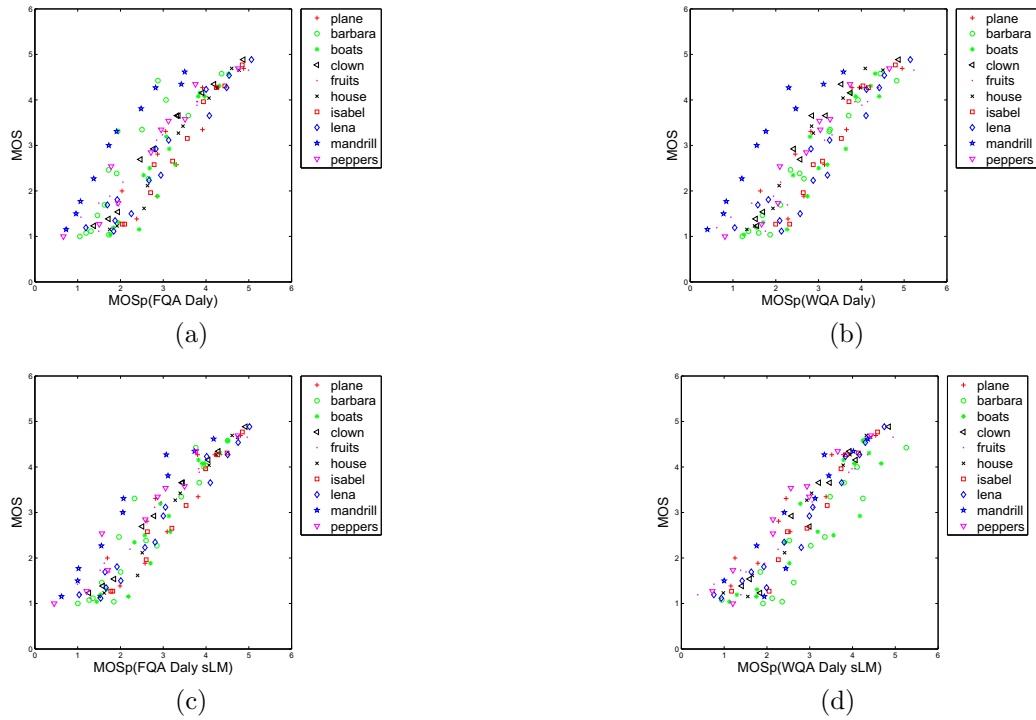 6
5
4
3
2
1
0
MOS
0 1 2 3 4 5 6
MOSp(FQA Daly)
plane
barbara
boats
clown
fruits
house
isabel
lena
mandrill
peppers
(a)
6
5
4
3
2
1
0
MOS
0 1 2 3 4 5 6
MOSp(WQA Daly)
plane
barbara
boats
clown
fruits
house
isabel
lena
mandrill
peppers
(b)
6
5
4
3
2
1
0
MOS
0 1 2 3 4 5 6
MOSp(FQA Daly sLM)
plane
barbara
boats
clown
fruits
house
isabel
lena
mandrill
peppers
(c)
6
5
4
3
2
1
0
MOS
0 1 2 3 4 5 6
MOSp(WQA Daly sLM)
plane
barbara
boats
clown
fruits
house
isabel
lena
mandrill
peppers
(d)